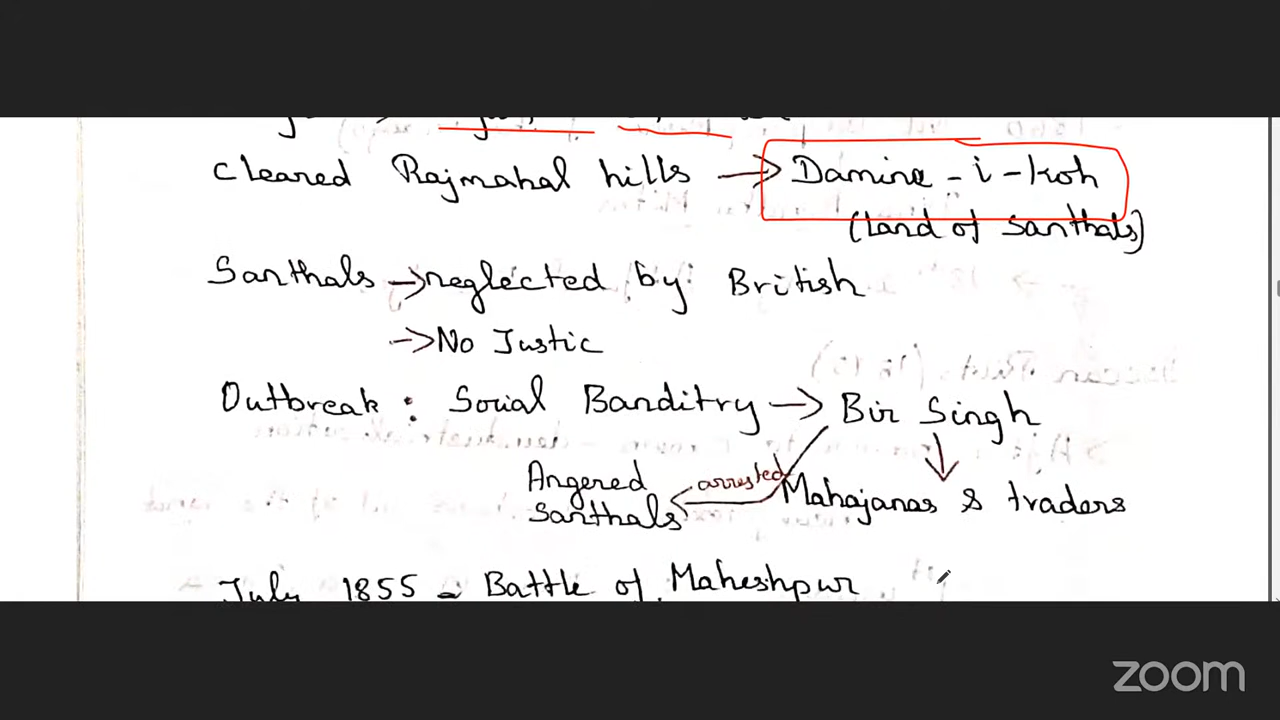 cleared Rajmahal hills → Damine-i-koh
(land of santhals)
Santhals → neglected by British
→ No Justic
Outbreak : Social Banditry → Bir Singh
Angered arrested Mahajanas & traders
Santhals
July 1855 - Battle of Maheshpur
zoom